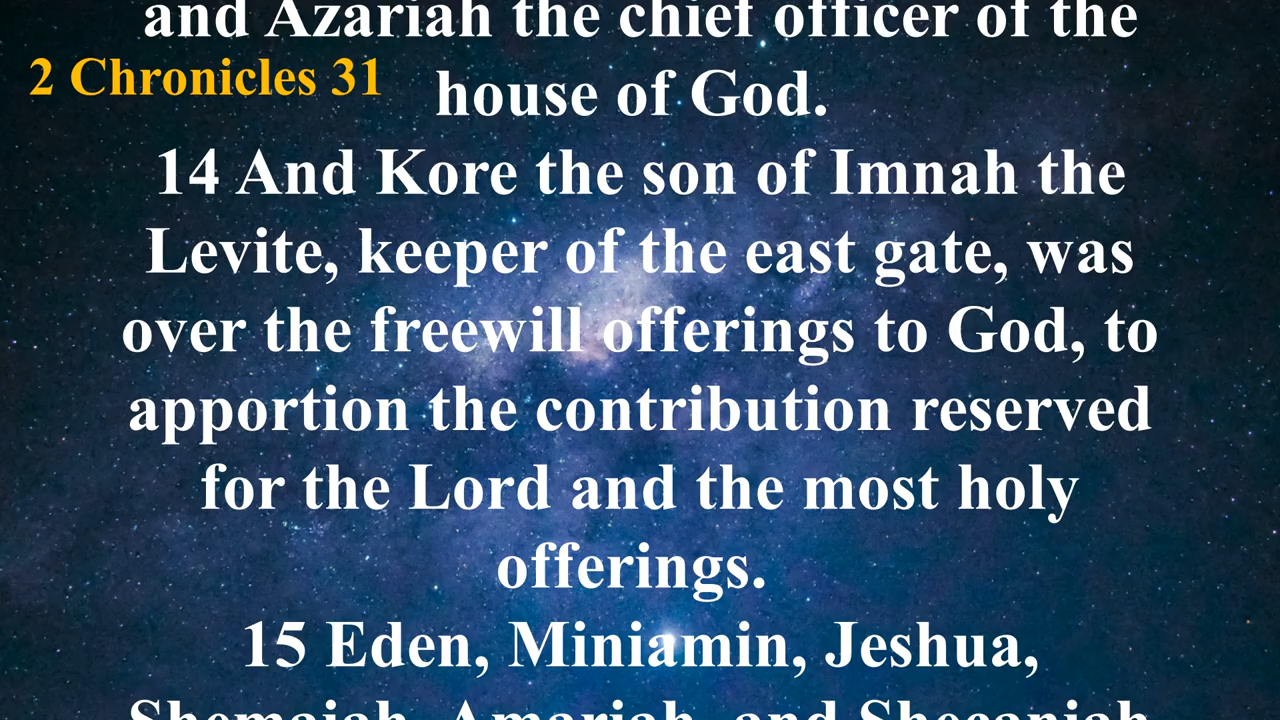 and Azariah the chief officer of the
2 Chronicles 31
house of God.
14 And Kore the son of Imnah the
Levite, keeper of the east gate, was
over the freewill offerings to God, to
apportion the contribution reserved
for the Lord and the most holy
offerings.
15 Eden, Miniamin, Jeshua,
Shemaiah, Amariah, and Shecaniah